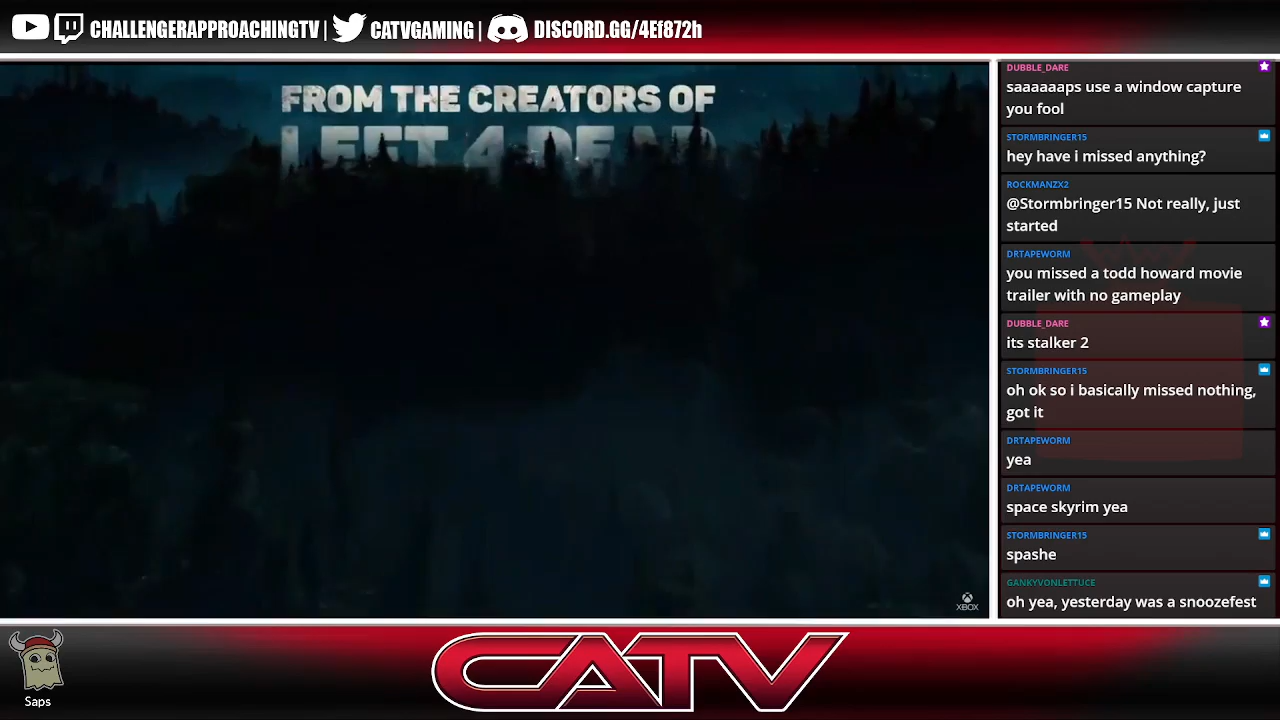 CHALLENGERAPPROACHINGTV | CATVGAMING | DISCORD.GG/4Ef872h
FROM THE CREATORS OF
LEFT 4 DEAD
XBOX
DUBBLE_DARE
saaaaaaps use a window capture
you fool
STORMBRINGER15
hey have i missed anything?
ROCKMANZX2
@Stormbringer15 Not really, just
started
DRTAPEWORM
you missed a todd howard movie
trailer with no gameplay
DUBBLE_DARE
its stalker 2
STORMBRINGER15
oh ok so i basically missed nothing,
got it
DRTAPEWORM
yea
DRTAPEWORM
space skyrim yea
STORMBRINGER15
spashe
GANKYVONLETTUCE
oh yea, yesterday was a snoozefest
Saps
CATV